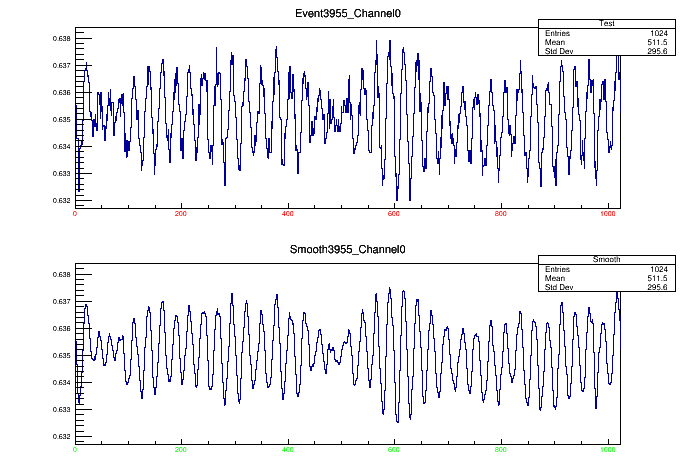 Event3955_Channel0
Test
Entries 1024
Mean 511.5
Std Dev 295.6
0.638
0.637
0.636
0.635
0.634
0.633
0.632
0 200 400 600 800 1000
Smooth3955_Channel0
Smooth
Entries 1024
Mean 511.5
Std Dev 295.6
0.638
0.637
0.636
0.635
0.634
0.633
0.632
0 200 400 600 800 1000